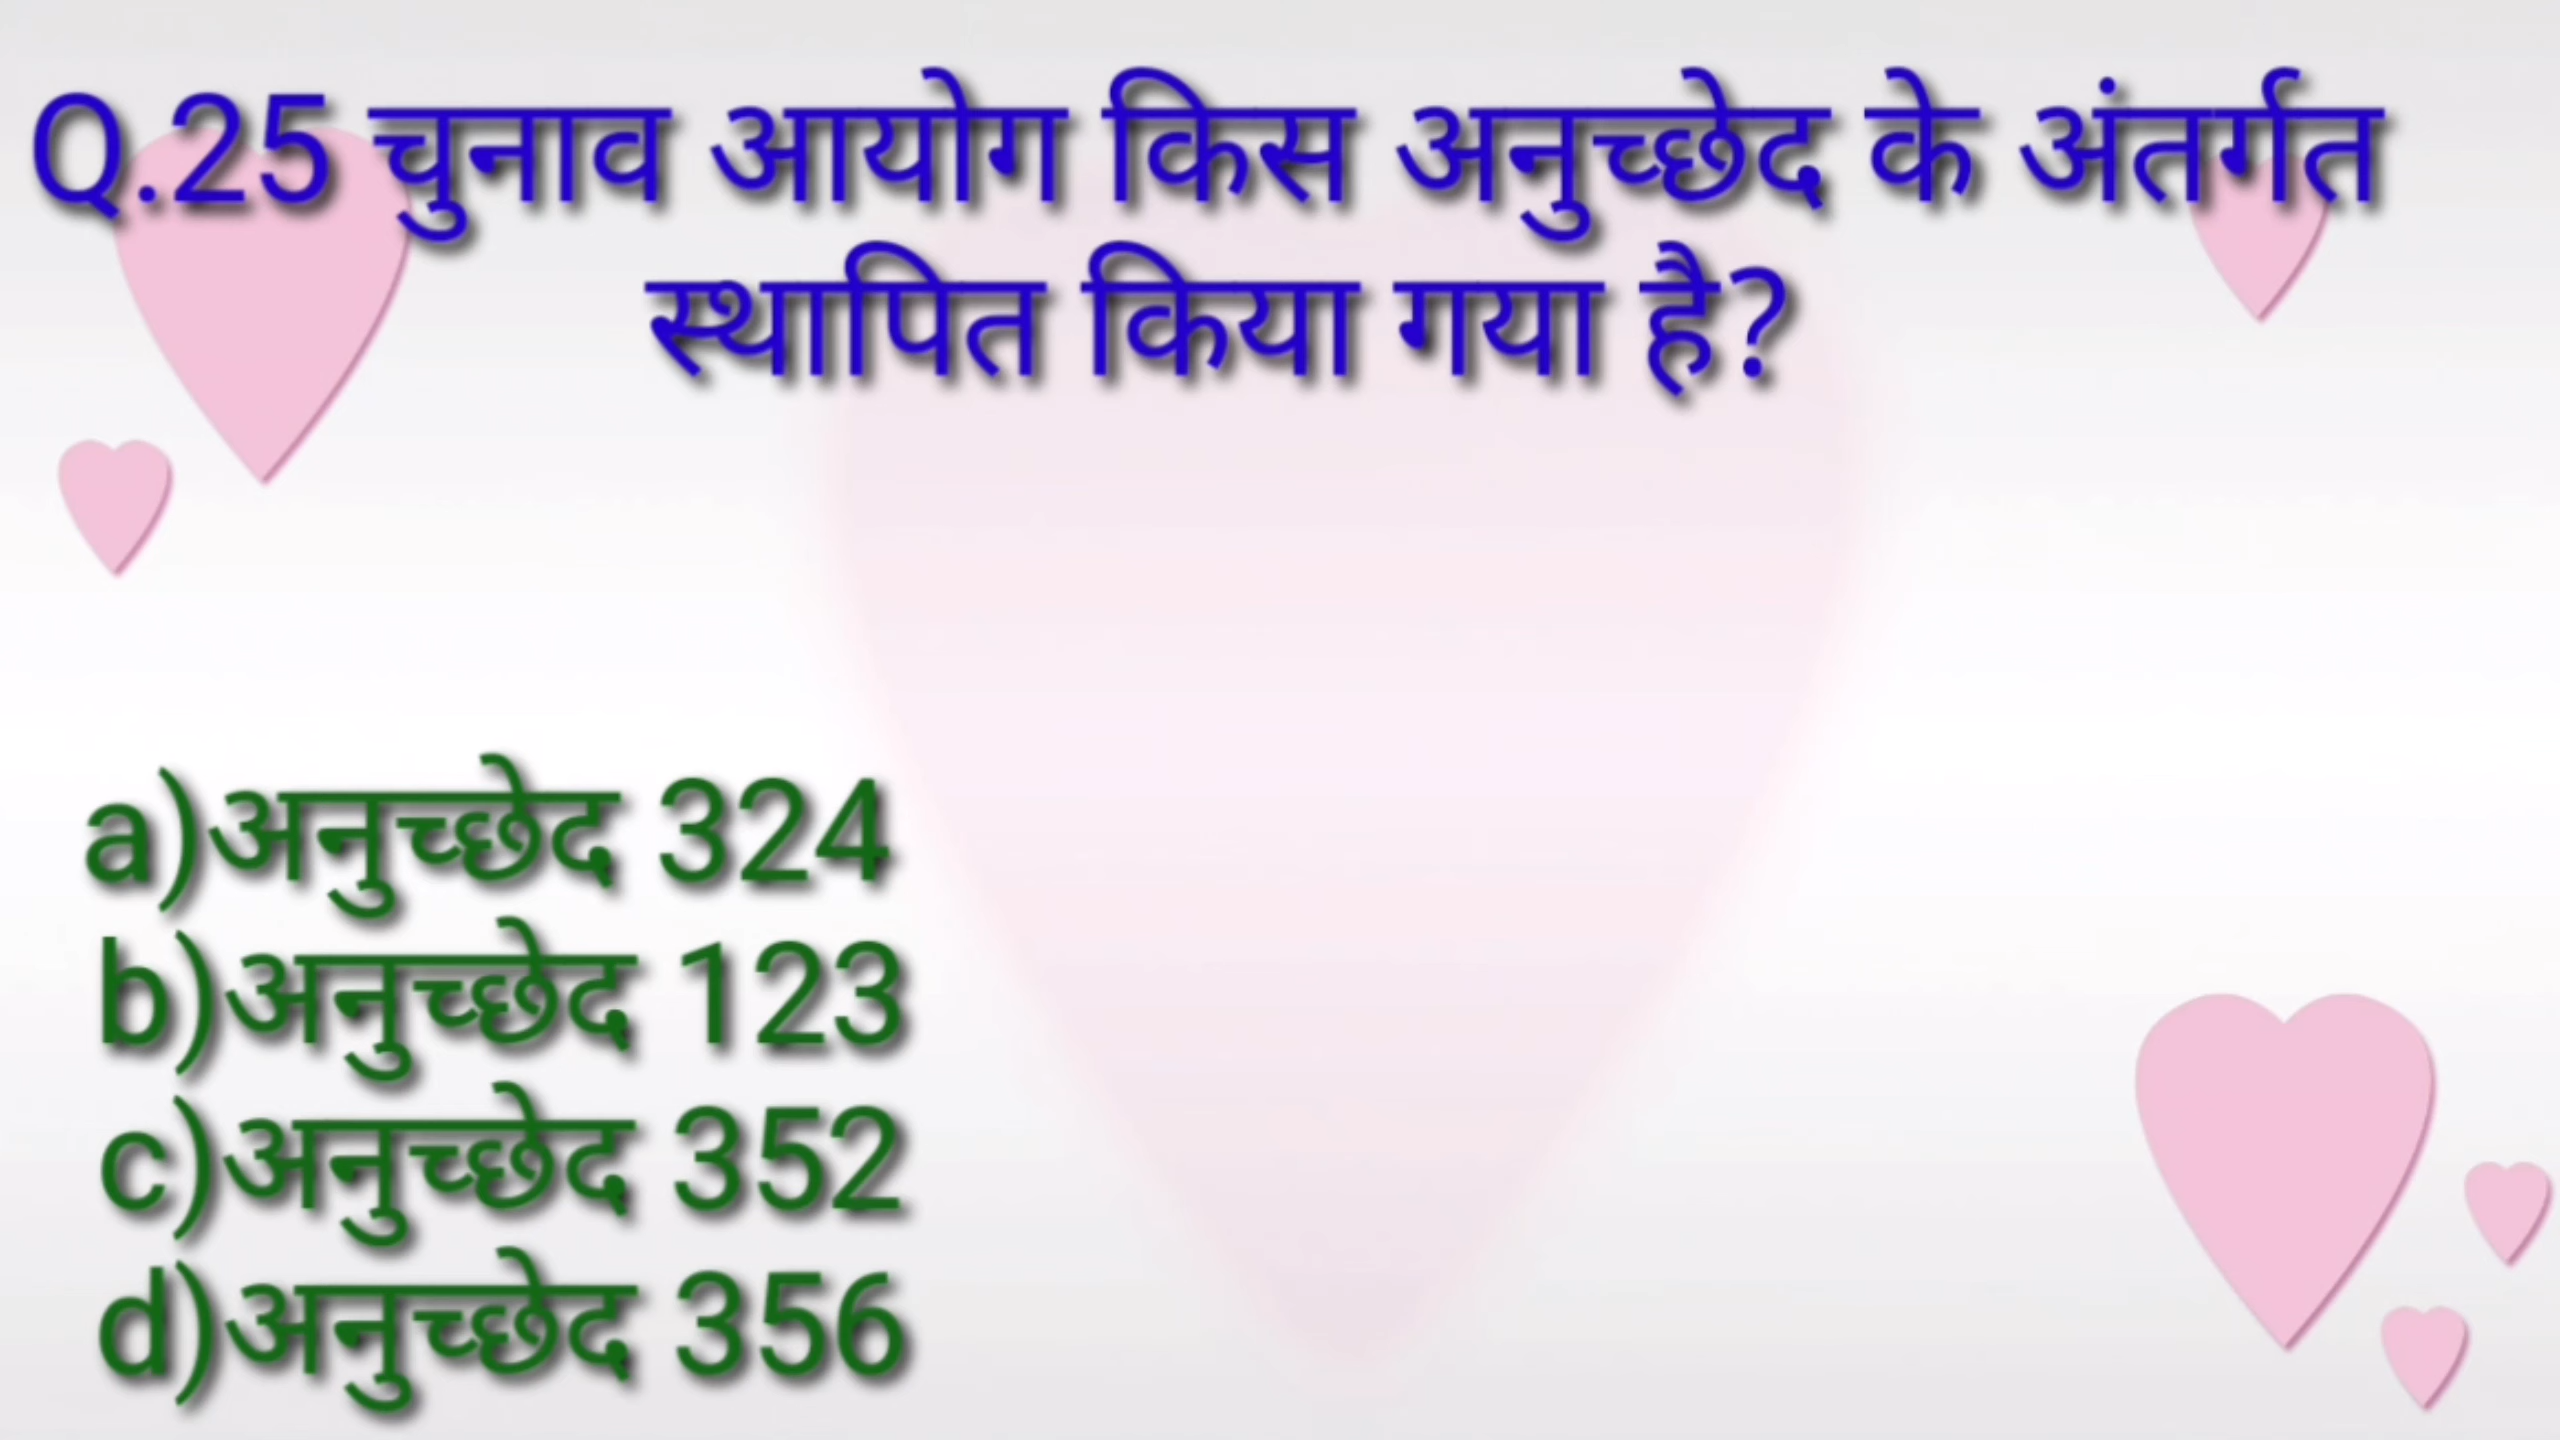 Q.25 चुनाव आयोग किस अनुच्छेद के अंतर्गत
स्थापित किया गया है?
a)अनुच्छेद 324
b)अनुच्छेद 123
c)अनुच्छेद 352
d)अनुच्छेद 356